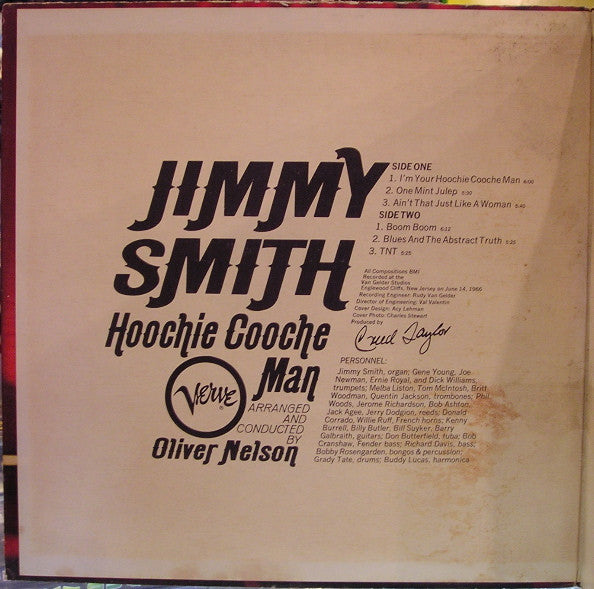 JIMMY
SMITH
Hoochie Cooche
Man
Verve
ARRANGED
AND
CONDUCTED
BY
Oliver Nelson
SIDE ONE
1. I'm Your Hoochie Cooche Man 6:00
2. One Mint Julep 5:30
3. Ain't That Just Like A Woman 5:40
SIDE TWO
1. Boom Boom 6:12
2. Blues And The Abstract Truth 5:25
3. TNT 5:25
All Compositions BMI
Recorded at the
Van Gelder Studios
Englewood Cliffs, New Jersey on June 14, 1966
Recording Engineer: Rudy Van Gelder
Director of Engineering: Val Valentin
Cover Design: Acy Lehman
Cover Photo: Charles Stewart
Produced by
Creed Taylor
PERSONNEL:
Jimmy Smith, organ; Gene Young, Joe
Newman, Ernie Royal, and Dick Williams,
trumpets; Melba Liston, Tom McIntosh, Britt
Woodman, Quentin Jackson, trombones; Phil
Woods, Jerome Richardson, Bob Ashton,
Jack Agee, Jerry Dodgion, reeds; Donald
Corrado, Willie Ruff, French horns; Kenny
Burrell, Billy Butler, Bill Suyker, Barry
Galbraith, guitars; Don Butterfield, tuba; Bob
Cranshaw, Fender bass; Richard Davis, bass;
Bobby Rosengarden, bongos & percussion;
Grady Tate, drums; Buddy Lucas, harmonica